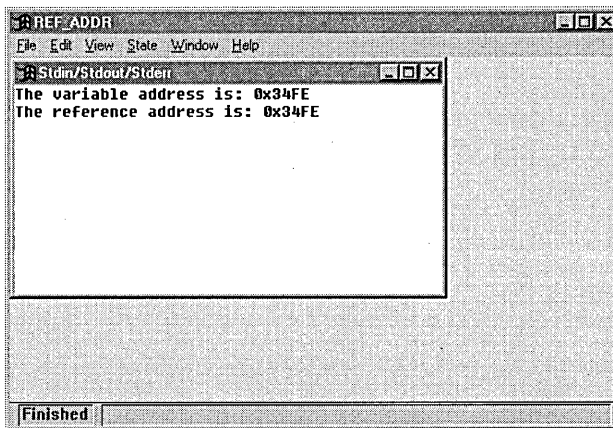 REF_ADDR
File Edit View State Window Help
Stdin/Stdout/Stderr
The variable address is: 0x34FE
The reference address is: 0x34FE
Finished